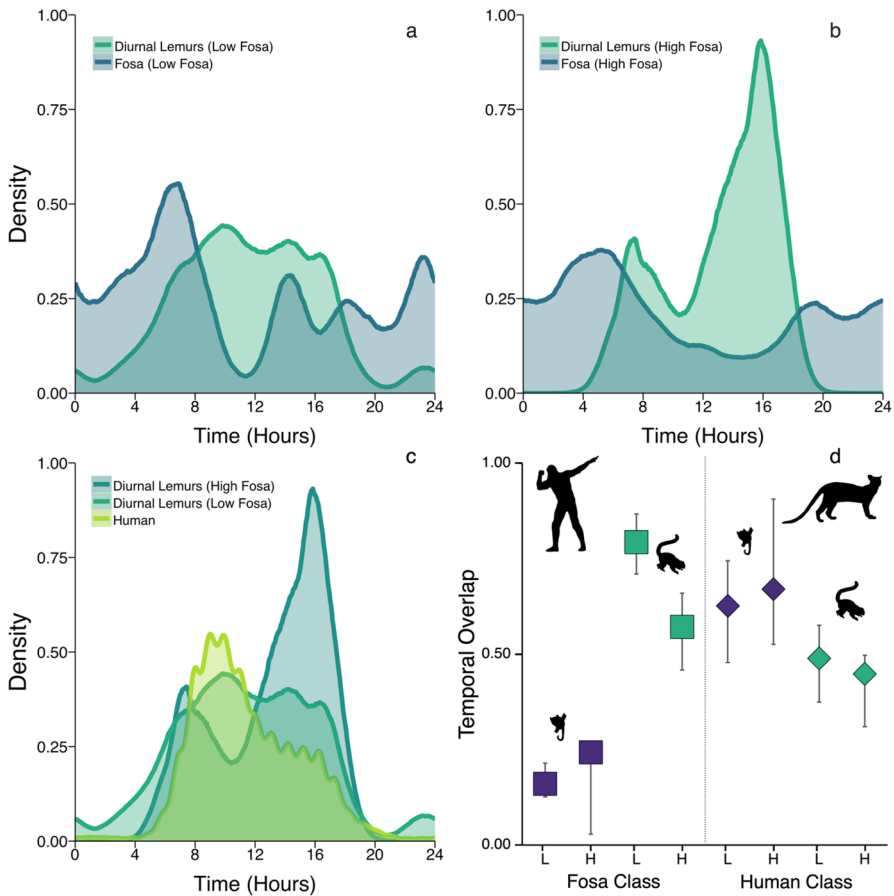 a
Diurnal Lemurs (Low Fosa)
Fosa (Low Fosa)
1.00
0.75
0.50
0.25
0.00
Density
0 4 8 12 16 20 24
Time (Hours)
b
Diurnal Lemurs (High Fosa)
Fosa (High Fosa)
1.00
0.75
0.50
0.25
0.00
0 4 8 12 16 20 24
Time (Hours)
c
Diurnal Lemurs (High Fosa)
Diurnal Lemurs (Low Fosa)
Human
1.00
0.75
0.50
0.25
0.00
Density
0 4 8 12 16 20 24
Time (Hours)
d
1.00
0.50
0.00
Temporal Overlap
L H L H L H L H
Fosa Class Human Class